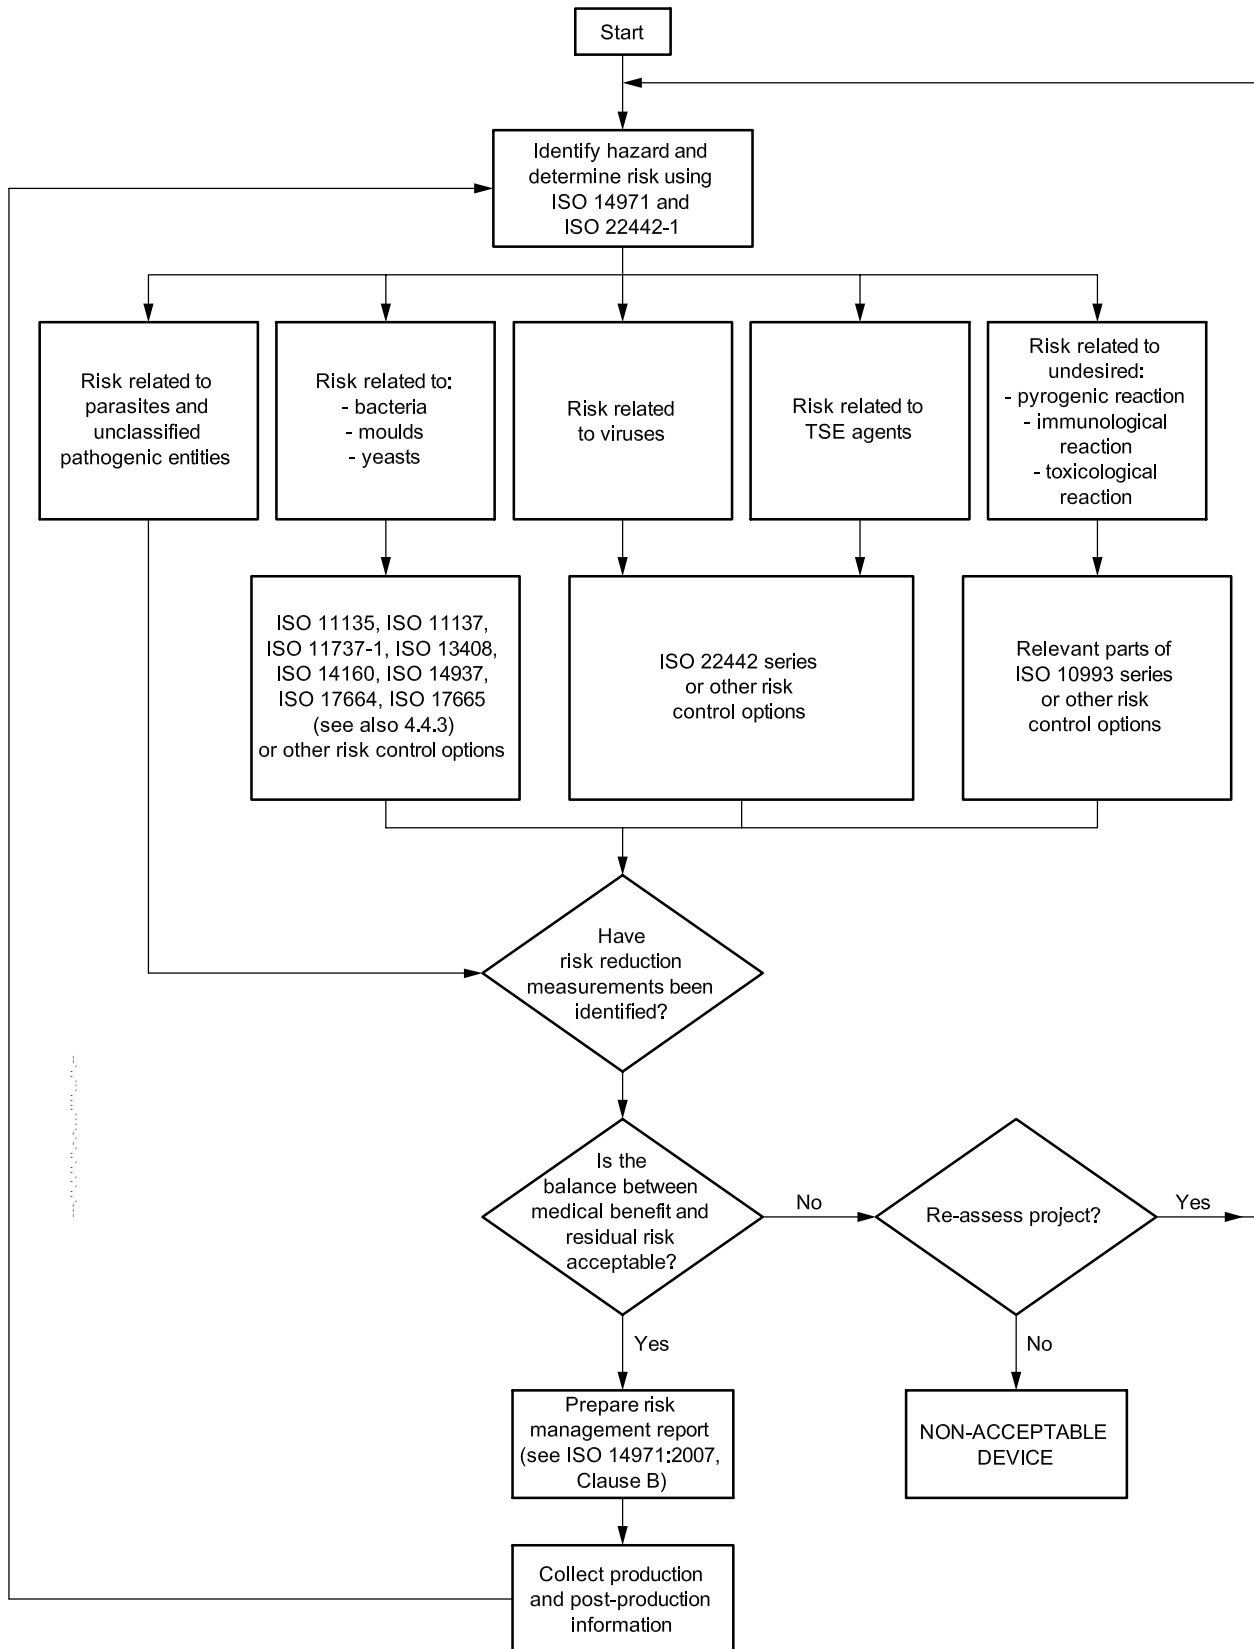 Start
Identify hazard and
determine risk using
ISO 14971 and
ISO 22442-1
Risk related to
parasites and
unclassified
pathogenic entities
Risk related to:
- bacteria
- moulds
- yeasts
Risk related
to viruses
Risk related to
TSE agents
Risk related to
undesired:
- pyrogenic reaction
- immunological
reaction
- toxicological
reaction
ISO 11135, ISO 11137,
ISO 11737-1, ISO 13408,
ISO 14160, ISO 14937,
ISO 17664, ISO 17665
(see also 4.4.3)
or other risk control options
ISO 22442 series
or other risk
control options
Relevant parts of
ISO 10993 series
or other risk
control options
Have
risk reduction
measurements been
identified?
Is the
balance between
medical benefit and
residual risk
acceptable?
No
Re-assess project?
Yes
Yes
No
Prepare risk
management report
(see ISO 14971:2007,
Clause B)
NON-ACCEPTABLE
DEVICE
Collect production
and post-production
information